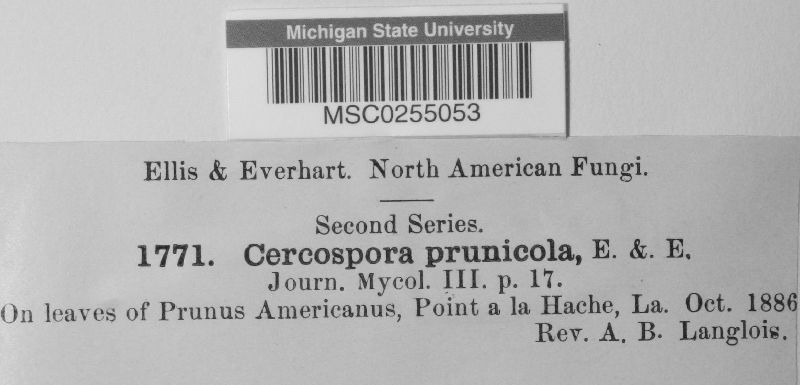 Michigan State University
MSC0255053
Ellis & Everhart. North American Fungi.
Second Series.
1771. Cercospora prunicola, E. &. E.
Journ. Mycol. III. p. 17.
On leaves of Prunus Americanus, Point a la Hache, La. Oct. 1886
Rev. A. B. Langlois.